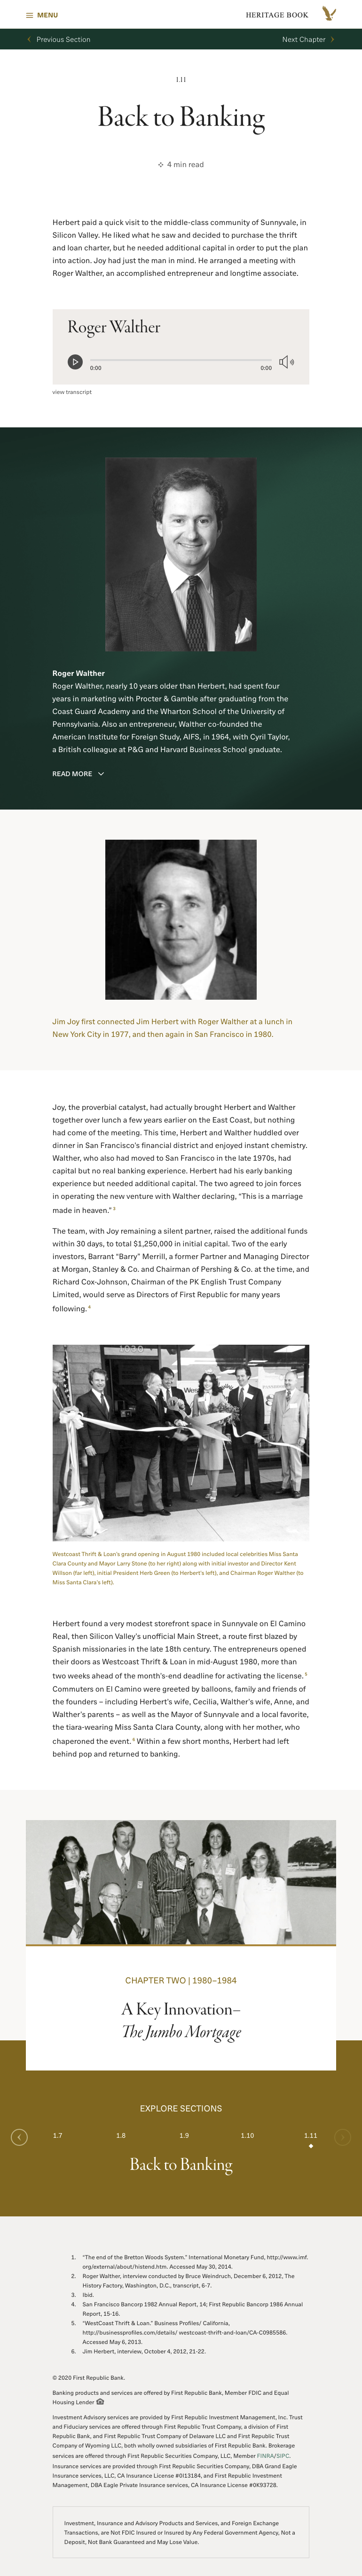 MENU
HERITAGE BOOK
Previous Section
Next Chapter
1.11
Back to Banking
4 min read
Herbert paid a quick visit to the middle-class community of Sunnyvale, in
Silicon Valley. He liked what he saw and decided to purchase the thrift
and loan charter, but he needed additional capital in order to put the plan
into action. Joy had just the man in mind. He arranged a meeting with
Roger Walther, an accomplished entrepreneur and longtime associate.
Roger Walther
0:00
0:00
view transcript
Roger Walther
Roger Walther, nearly 10 years older than Herbert, had spent four
years in marketing with Procter & Gamble after graduating from the
Coast Guard Academy and the Wharton School of the University of
Pennsylvania. Also an entrepreneur, Walther co-founded the
American Institute for Foreign Study, AIFS, in 1964, with Cyril Taylor,
a British colleague at P&G and Harvard Business School graduate.
READ MORE
Jim Joy first connected Jim Herbert with Roger Walther at a lunch in
New York City in 1977, and then again in San Francisco in 1980.
Joy, the proverbial catalyst, had actually brought Herbert and Walther
together over lunch a few years earlier on the East Coast, but nothing
had come of the meeting. This time, Herbert and Walther huddled over
dinner in San Francisco's financial district and enjoyed instant chemistry.
Walther, who also had moved to San Francisco in the late 1970s, had
capital but no real banking experience. Herbert had his early banking
experience but needed additional capital. The two agreed to join forces
in operating the new venture with Walther declaring, “This is a marriage
made in heaven.” 3
The team, with Joy remaining a silent partner, raised the additional funds
within 30 days, to total $1,250,000 in initial capital. Two of the early
investors, Barrant “Barry” Merrill, a former Partner and Managing Director
at Morgan, Stanley & Co. and Chairman of Pershing & Co. at the time, and
Richard Cox-Johnson, Chairman of the PK English Trust Company
Limited, would serve as Directors of First Republic for many years
following. 4
1030
Westcoast Thrift & Loan's grand opening in August 1980 included local celebrities Miss Santa
Clara County and Mayor Larry Stone (to her right) along with initial investor and Director Kent
Willson (far left), initial President Herb Green (to Herbert's left), and Chairman Roger Walther (to
Miss Santa Clara's left).
Herbert found a very modest storefront space in Sunnyvale on El Camino
Real, then Silicon Valley's unofficial Main Street, a route first blazed by
Spanish missionaries in the late 18th century. The entrepreneurs opened
their doors as Westcoast Thrift & Loan in mid-August 1980, more than
two weeks ahead of the month's-end deadline for activating the license. 5
Commuters on El Camino were greeted by balloons, family and friends of
the founders – including Herbert's wife, Cecilia, Walther's wife, Anne, and
Walther's parents – as well as the Mayor of Sunnyvale and a local favorite,
the tiara-wearing Miss Santa Clara County, along with her mother, who
chaperoned the event. 6 Within a few short months, Herbert had left
behind pop and returned to banking.
CHAPTER TWO | 1980–1984
A Key Innovation–
The Jumbo Mortgage
EXPLORE SECTIONS
1.7
1.8
1.9
1.10
1.11
Back to Banking
1. “The end of the Bretton Woods System.” International Monetary Fund, http://www.imf.
org/external/about/histend.htm. Accessed May 30, 2014.
2. Roger Walther, interview conducted by Bruce Weindruch, December 6, 2012, The
History Factory, Washington, D.C., transcript, 6-7.
3. Ibid.
4. San Francisco Bancorp 1982 Annual Report, 14; First Republic Bancorp 1986 Annual
Report, 15-16.
5. “WestCoast Thrift & Loan.” Business Profiles/ California,
http://businessprofiles.com/details/ westcoast-thrift-and-loan/CA-C0985586.
Accessed May 6, 2013.
6. Jim Herbert, interview, October 4, 2012, 21-22.
© 2020 First Republic Bank.
Banking products and services are offered by First Republic Bank, Member FDIC and Equal
Housing Lender
Investment Advisory services are provided by First Republic Investment Management, Inc. Trust
and Fiduciary services are offered through First Republic Trust Company, a division of First
Republic Bank, and First Republic Trust Company of Delaware LLC and First Republic Trust
Company of Wyoming LLC, both wholly owned subsidiaries of First Republic Bank. Brokerage
services are offered through First Republic Securities Company, LLC, Member FINRA/SIPC.
Insurance services are provided through First Republic Securities Company, DBA Grand Eagle
Insurance services, LLC, CA Insurance License #0I13184, and First Republic Investment
Management, DBA Eagle Private Insurance services, CA Insurance License #0K93728.
Investment, Insurance and Advisory Products and Services, and Foreign Exchange
Transactions, are Not FDIC Insured or Insured by Any Federal Government Agency, Not a
Deposit, Not Bank Guaranteed and May Lose Value.